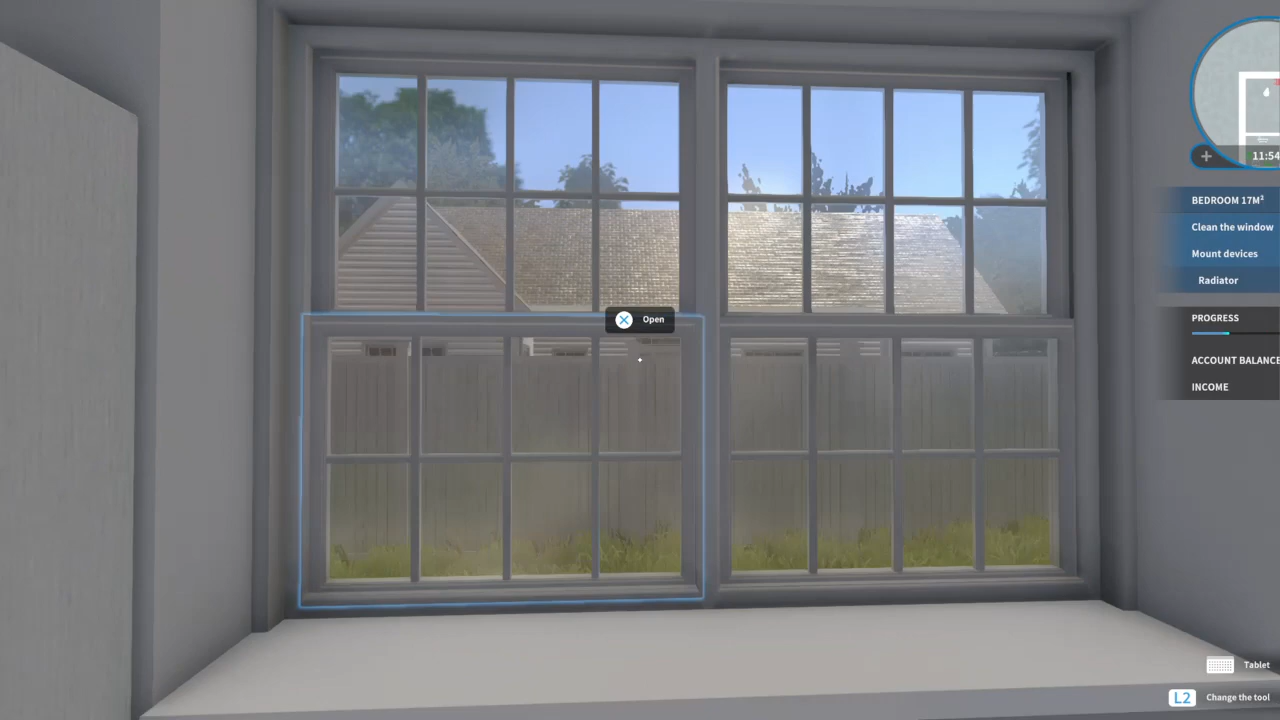 Open
11:54
BEDROOM 17M²
Clean the window
Mount devices
Radiator
PROGRESS
ACCOUNT BALANCE
INCOME
Tablet
L2 Change the tool